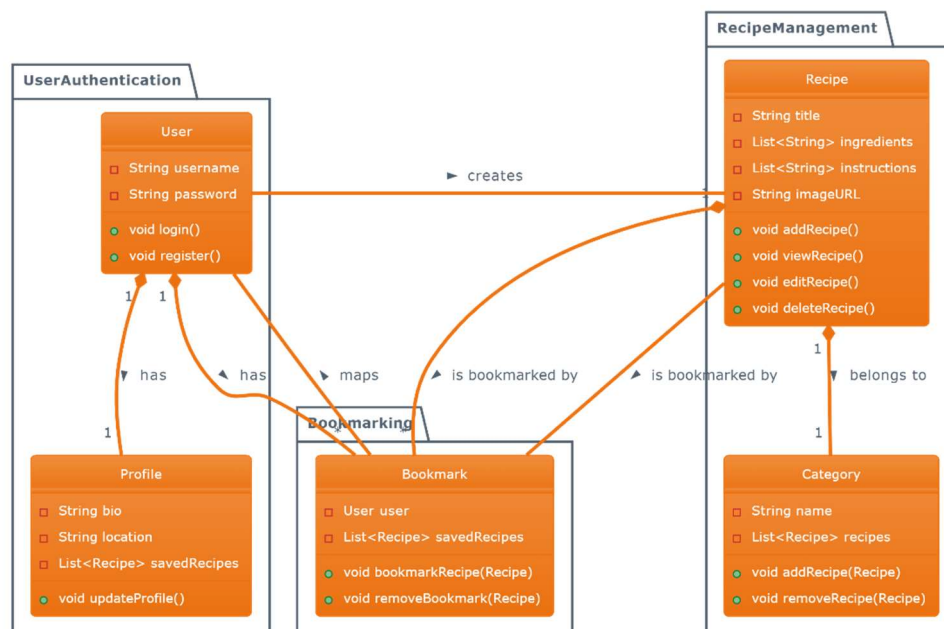 RecipeManagement
Recipe
String title
List<String> ingredients
List<String> instructions
String imageURL
void addRecipe()
void viewRecipe()
void editRecipe()
void deleteRecipe()
UserAuthentication
User
String username
String password
void login()
void register()
creates
1
1
1
1
has
has
maps
is bookmarked by
is bookmarked by
belongs to
1
*
*
1
Bookmarking
Profile
String bio
String location
List<Recipe> savedRecipes
void updateProfile()
Bookmark
User user
List<Recipe> savedRecipes
void bookmarkRecipe(Recipe)
void removeBookmark(Recipe)
Category
String name
List<Recipe> recipes
void addRecipe(Recipe)
void removeRecipe(Recipe)